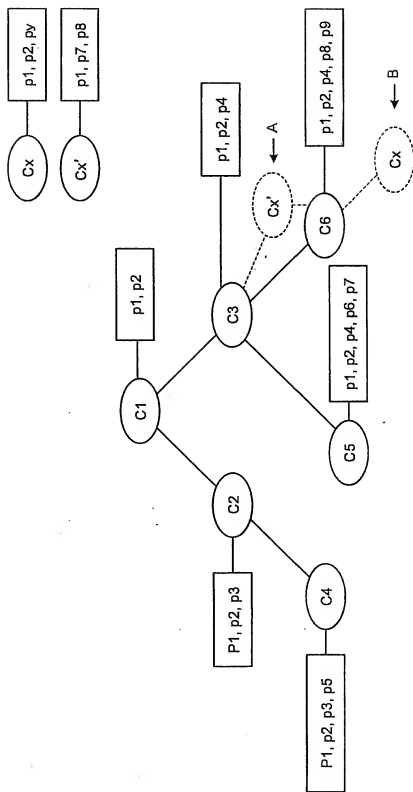 Cx
p1, p2, py
Cx'
p1, p7, p8
p1, p2
C1
p1, p2, p4
C3
Cx'
A
P1, p2, p3
C2
p1, p2, p4, p8, p9
C6
Cx
B
p1, p2, p4, p6, p7
C5
C4
P1, p2, p3, p5